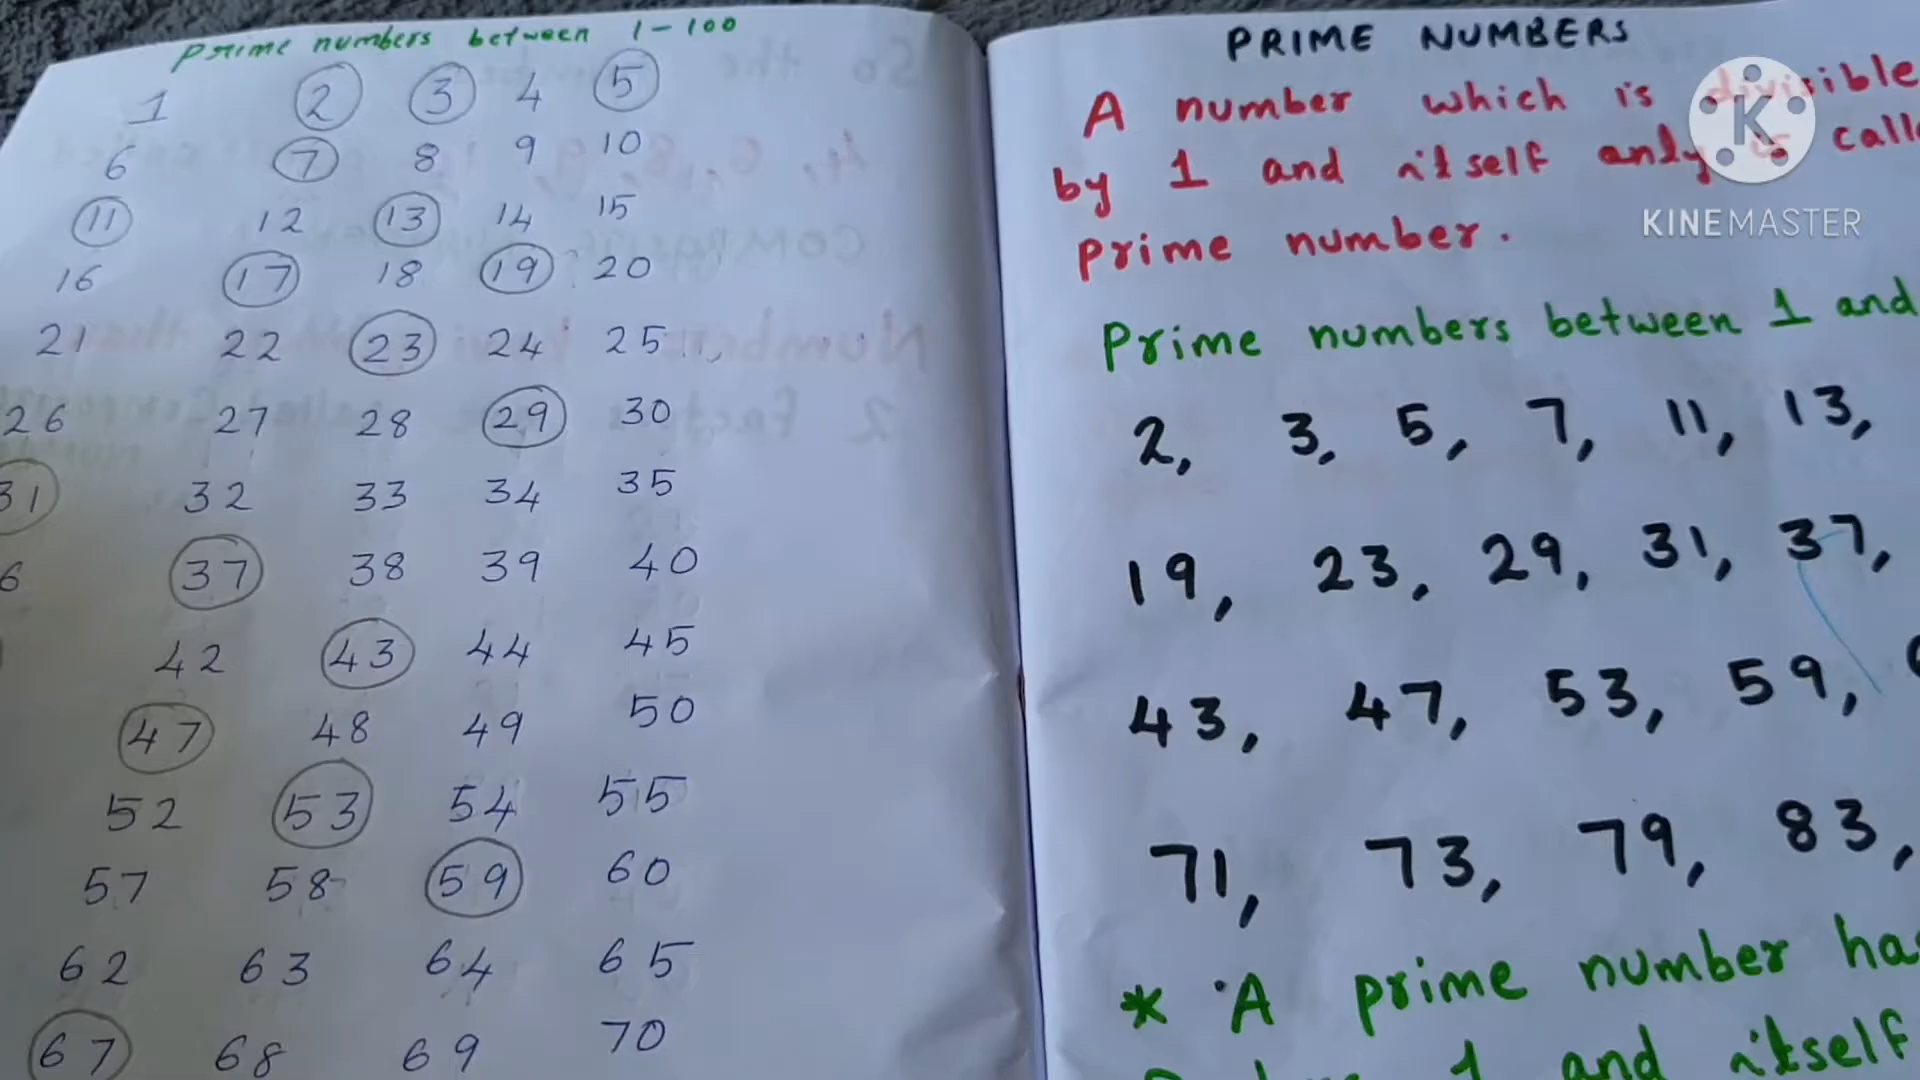 Prime numbers between 1-100
1 2 3 4 5
6 7 8 9 10
11 12 13 14 15
16 17 18 19 20
21 22 23 24 25
26 27 28 29 30
31 32 33 34 35
6 37 38 39 40
42 43 44 45
47 48 49 50
52 53 54 55
57 58 59 60
62 63 64 65
67 68 69 70
PRIME NUMBERS
A number which is divisible
by 1 and itself only is calle
prime number.
Prime numbers between 1 and
2, 3, 5, 7, 11, 13,
19, 23, 29, 31, 37,
43, 47, 53, 59,
71, 73, 79, 83,
* A prime number has
1 and itself
K
KINEMASTER